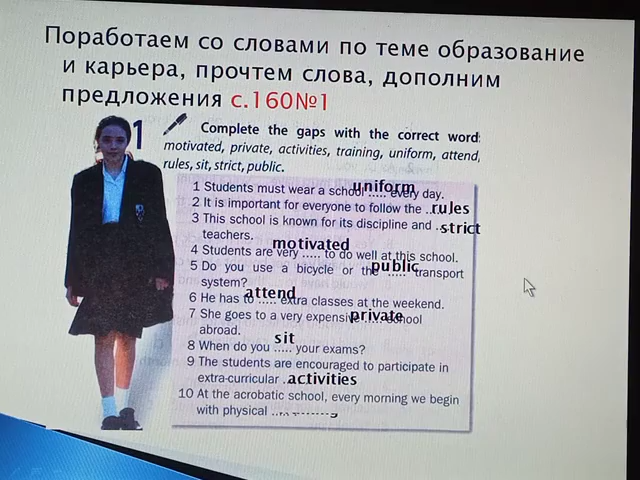 Поработаем со словами по теме образование
и карьера, прочтем слова, дополним
предложения с.160№1
1 Complete the gaps with the correct word:
motivated, private, activities, training, uniform, attend,
rules, sit, strict, public.
1 Students must wear a school ..... uniform every day.
2 It is important for everyone to follow the ..rules
3 This school is known for its discipline and .strict
teachers.
motivated
4 Students are very ..... to do well at this school.
5 Do you use a bicycle or the public transport
system?
attend
6 He has to ..... extra classes at the weekend.
7 She goes to a very expensive private school
abroad.
sit
8 When do you ..... your exams?
9 The students are encouraged to participate in
extra-curricular .activities
10 At the acrobatic school, every morning we begin
with physical